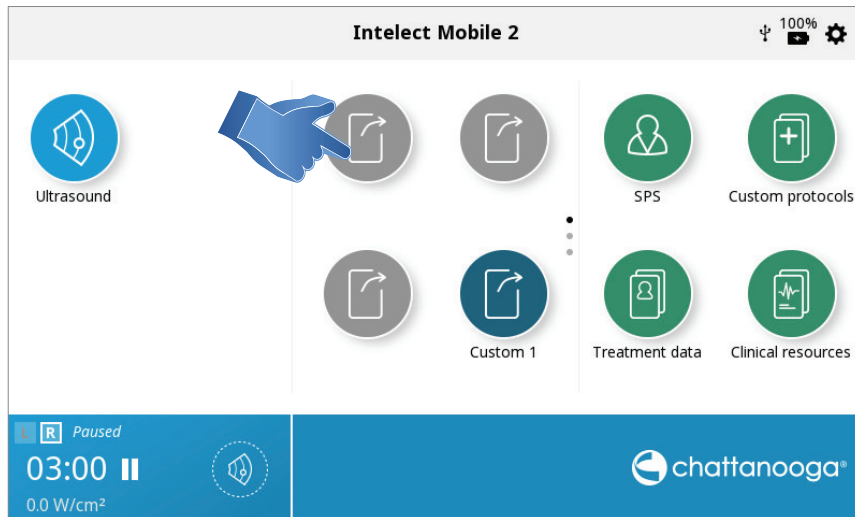 Intelect Mobile 2
100%
Ultrasound
SPS
Custom protocols
Custom 1
Treatment data
Clinical resources
L R Paused
03:00
0.0 W/cm²
chattanooga®